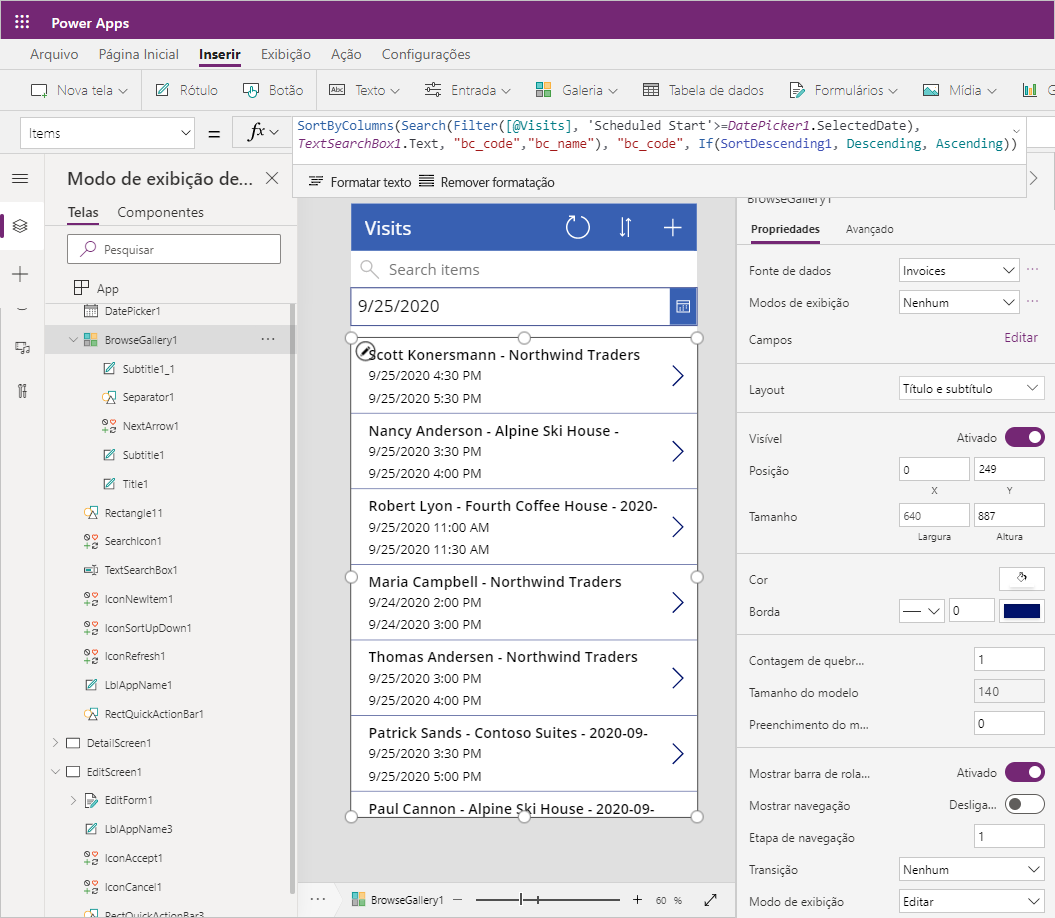 Power Apps
Arquivo Página Inicial Inserir Exibição Ação Configurações
Nova tela Rótulo Botão Abc Texto Entrada Galeria Tabela de dados Formulários Mídia G
Items = fx SortByColumns(Search(Filter([@Visits], 'Scheduled Start'>=DatePicker1.SelectedDate),
TextSearchBox1.Text, "bc_code","bc_name"), "bc_code", If(SortDescending1, Descending, Ascending))
Formatar texto Remover formatação
Modo de exibição de...
Telas Componentes
Pesquisar
App
DatePicker1
BrowseGallery1 ...
Subtitle1_1
Separator1
NextArrow1
Subtitle1
Title1
Rectangle11
SearchIcon1
TextSearchBox1
IconNewItem1
IconSortUpDown1
IconRefresh1
LblAppName1
RectQuickActionBar1
DetailScreen1
EditScreen1
EditForm1
LblAppName3
IconAccept1
IconCancel1
RectQuickActionBar3
Visits
Search items
9/25/2020
Scott Konersmann - Northwind Traders
9/25/2020 4:30 PM
9/25/2020 5:30 PM
Nancy Anderson - Alpine Ski House -
9/25/2020 3:30 PM
9/25/2020 4:00 PM
Robert Lyon - Fourth Coffee House - 2020-
9/25/2020 11:00 AM
9/25/2020 11:30 AM
Maria Campbell - Northwind Traders
9/24/2020 2:00 PM
9/24/2020 3:00 PM
Thomas Andersen - Northwind Traders
9/25/2020 3:00 PM
9/25/2020 4:00 PM
Patrick Sands - Contoso Suites - 2020-09-
9/25/2020 3:30 PM
9/25/2020 5:00 PM
Paul Cannon - Alpine Ski House - 2020-09-
... BrowseGallery1 — + 60 %
BrowseGallery1
Propriedades Avançado
Fonte de dados Invoices ...
Modos de exibição Nenhum ...
Campos Editar
Layout Título e subtítulo
Visível Ativado
Posição 0 249
X Y
Tamanho 640 887
Largura Altura
Cor
Borda 0
Contagem de quebr... 1
Tamanho do modelo 140
Preenchimento do m... 0
Mostrar barra de rola... Ativado
Mostrar navegação Desliga...
Etapa de navegação 1
Transição Nenhum
Modo de exibição Editar